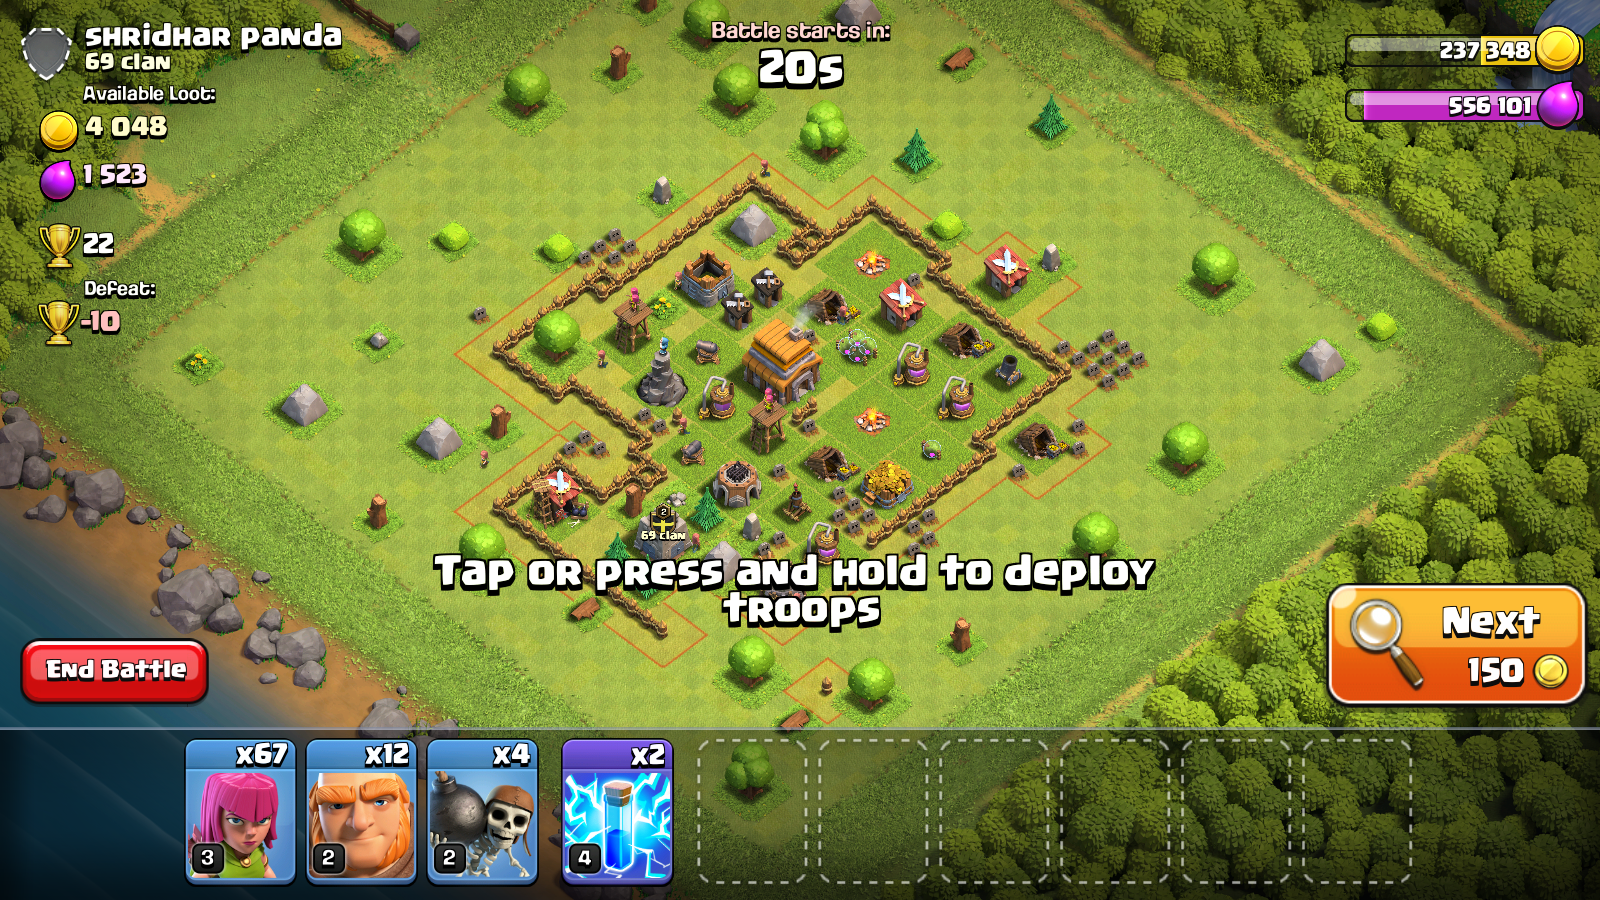 shridhar panda
69 clan
Available Loot:
4 048
1 523
22
Defeat:
-10
Battle starts in:
20s
237 348
556 101
2
69 clan
Tap or press and hold to deploy
troops
End Battle
Next
150
x67
x12
x4
x2
3
2
2
4